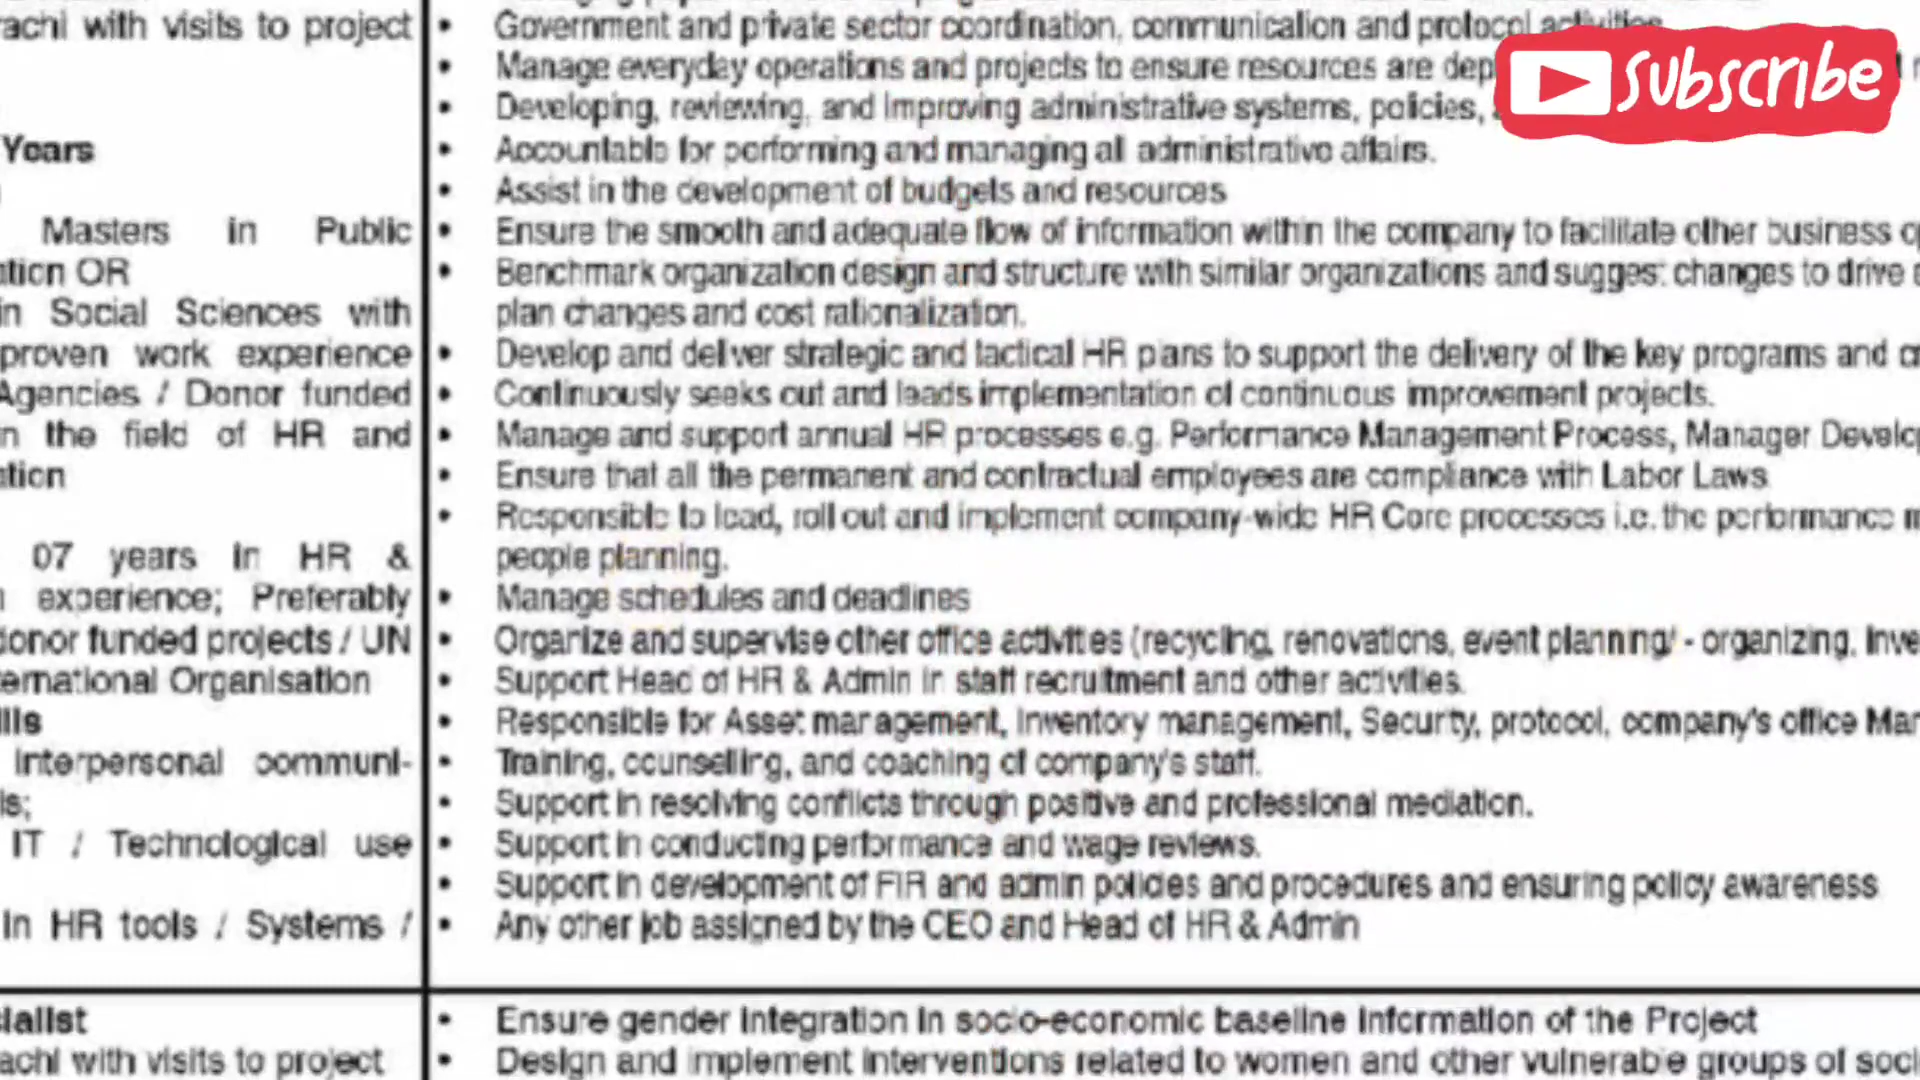 achi with visits to project
Years
Masters in Public
ation OR
in Social Sciences with
proven work experience
Agencies / Donor funded
n the field of HR and
ation
07 years in HR &
experience; Preferably
donor funded projects / UN
ernational Organisation
ills
Interpersonal communi-
ls;
IT / Technological use
in HR tools / Systems /
• Government and private sector coordination, communication and protocol activities
• Manage everyday operations and projects to ensure resources are dep
• Developing, reviewing, and improving administrative systems, policies,
• Accountable for performing and managing all administrative affairs.
• Assist in the development of budgets and resources
• Ensure the smooth and adequate flow of information within the company to facilitate other business o
• Benchmark organization design and structure with similar organizations and suggest changes to drive
plan changes and cost rationalization.
• Develop and deliver strategic and tactical HR plans to support the delivery of the key programs and
• Continuously seeks out and leads implementation of continuous improvement projects.
• Manage and support annual HR processes e.g. Performance Management Process, Manager Develop
• Ensure that all the permanent and contractual employees are compliance with Labor Laws
• Responsible to lead, roll out and implement company-wide HR Core processes i.e. the performance m
people planning.
• Manage schedules and deadlines
• Organize and supervise other office activities (recycling, renovations, event planning/ - organizing, inve
• Support Head of HR & Admin in staff recruitment and other activities.
• Responsible for Asset management, Inventory management, Security, protocol, company's office Man
• Training, counselling, and coaching of company's staff.
• Support in resolving conflicts through positive and professional mediation.
• Support in conducting performance and wage reviews.
• Support in development of HR and admin policies and procedures and ensuring policy awareness
• Any other job assigned by the CEO and Head of HR & Admin
cialist
achi with visits to project
• Ensure gender integration in socio-economic baseline information of the Project
• Design and implement interventions related to women and other vulnerable groups of soci
Subscribe